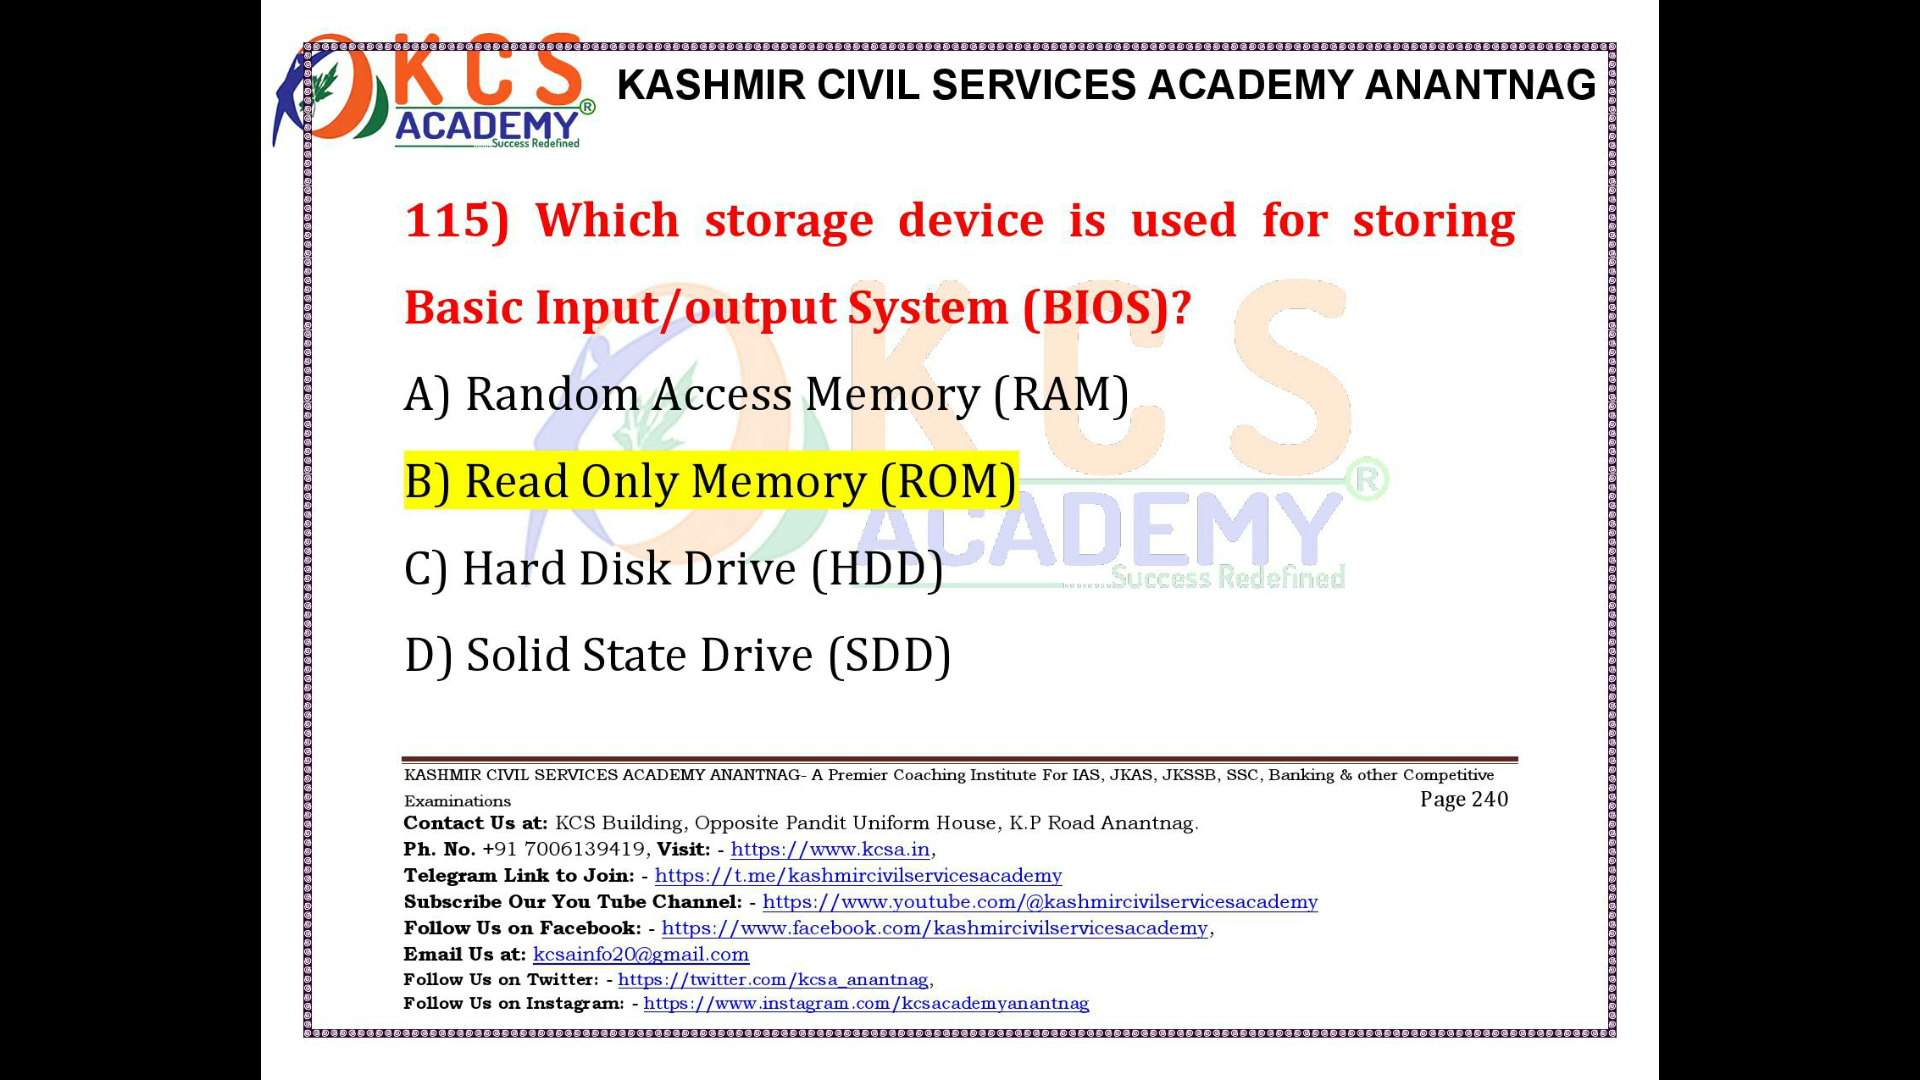 KCS
ACADEMY®
........Success Redefined
KASHMIR CIVIL SERVICES ACADEMY ANANTNAG
115) Which storage device is used for storing
Basic Input/output System (BIOS)?
A) Random Access Memory (RAM)
B) Read Only Memory (ROM)
C) Hard Disk Drive (HDD)
D) Solid State Drive (SDD)
KCS
ACADEMY®
........Success Redefined
KASHMIR CIVIL SERVICES ACADEMY ANANTNAG- A Premier Coaching Institute For IAS, JKAS, JKSSB, SSC, Banking & other Competitive
Examinations Page 240
Contact Us at: KCS Building, Opposite Pandit Uniform House, K.P Road Anantnag.
Ph. No. +91 7006139419, Visit: - https://www.kcsa.in,
Telegram Link to Join: - https://t.me/kashmircivilservicesacademy
Subscribe Our You Tube Channel: - https://www.youtube.com/@kashmircivilservicesacademy
Follow Us on Facebook: - https://www.facebook.com/kashmircivilservicesacademy,
Email Us at: kcsainfo20@gmail.com
Follow Us on Twitter: - https://twitter.com/kcsa_anantnag,
Follow Us on Instagram: - https://www.instagram.com/kcsacademyanantnag